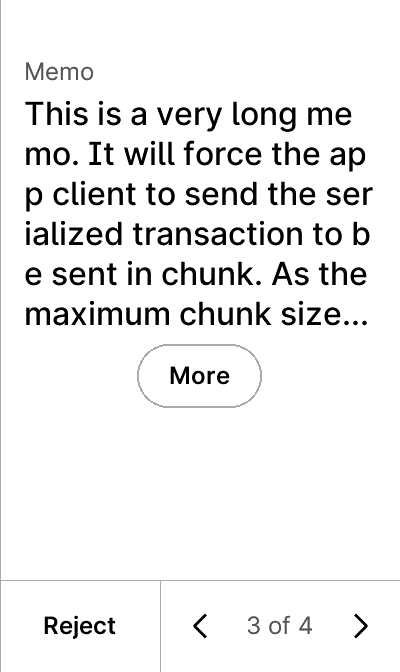 Memo
This is a very long me
mo. It will force the ap
p client to send the ser
ialized transaction to b
e sent in chunk. As the
maximum chunk size...
More
Reject
3 of 4